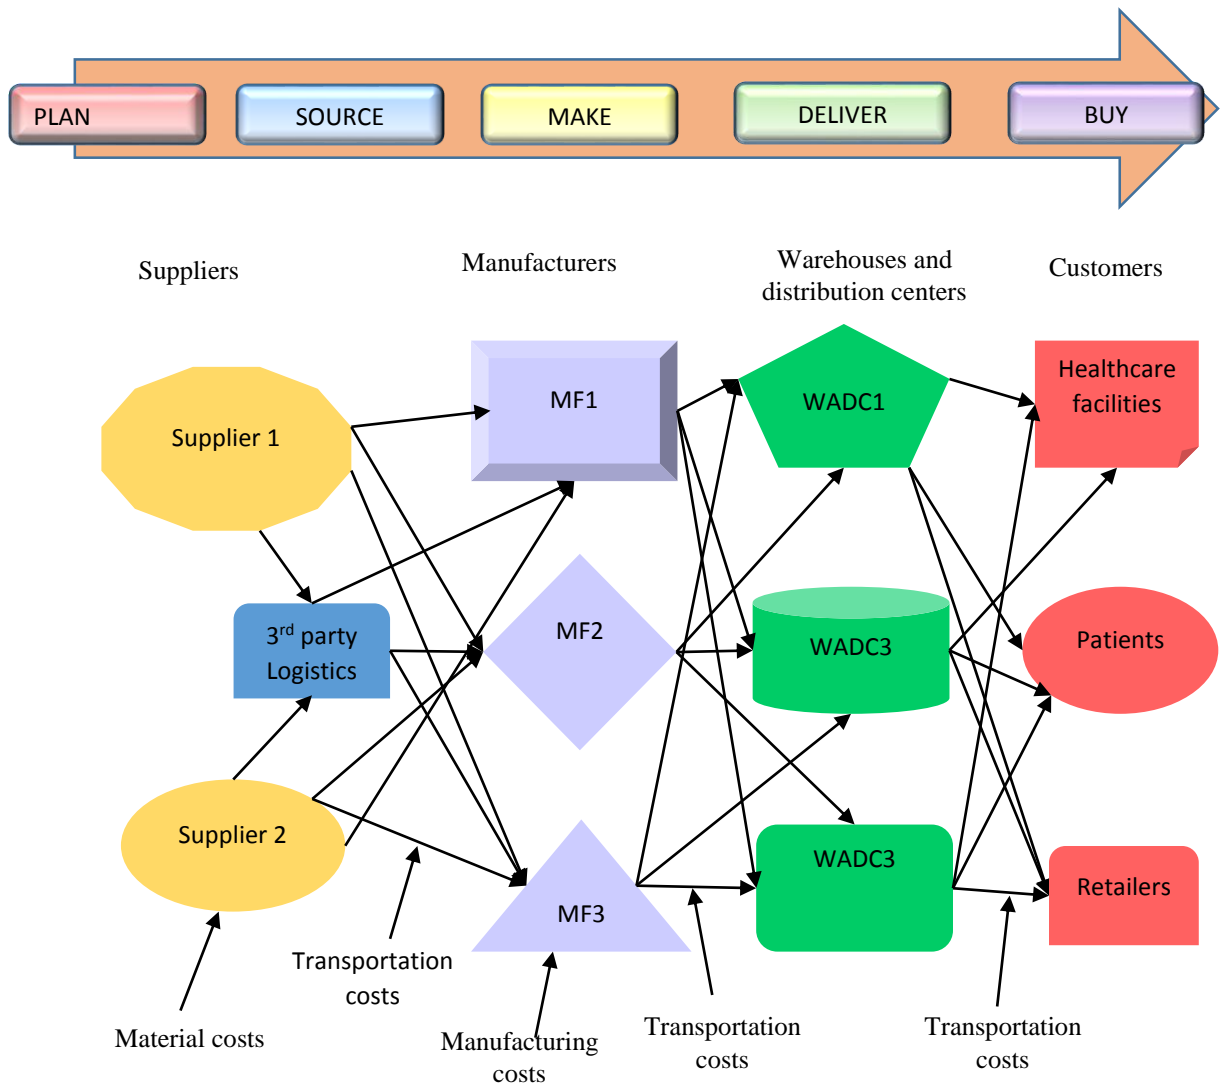 PLAN
SOURCE
MAKE
DELIVER
BUY
Suppliers
Manufacturers
Warehouses and
distribution centers
Customers
Supplier 1
MF1
WADC1
Healthcare
facilities
3rd party
Logistics
MF2
WADC3
Patients
Supplier 2
MF3
WADC3
Retailers
Transportation
costs
Material costs
Manufacturing
costs
Transportation
costs
Transportation
costs